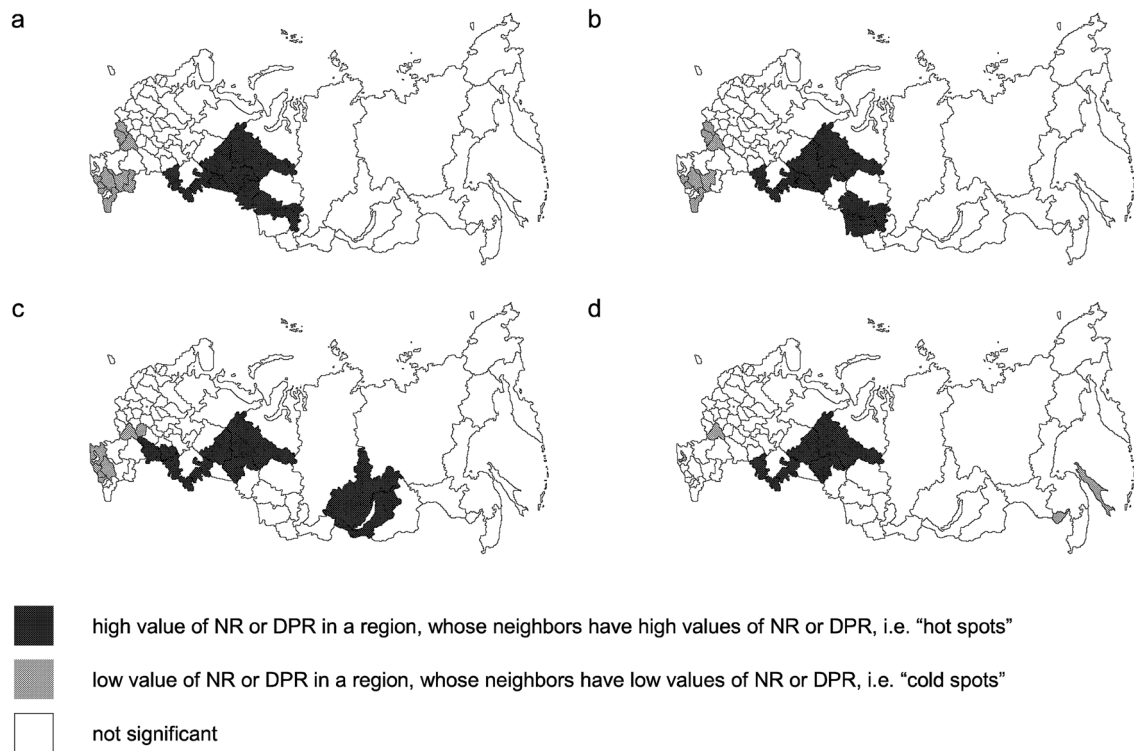 a
b
c
d
high value of NR or DPR in a region, whose neighbors have high values of NR or DPR, i.e. “hot spots”
low value of NR or DPR in a region, whose neighbors have low values of NR or DPR, i.e. “cold spots”
not significant